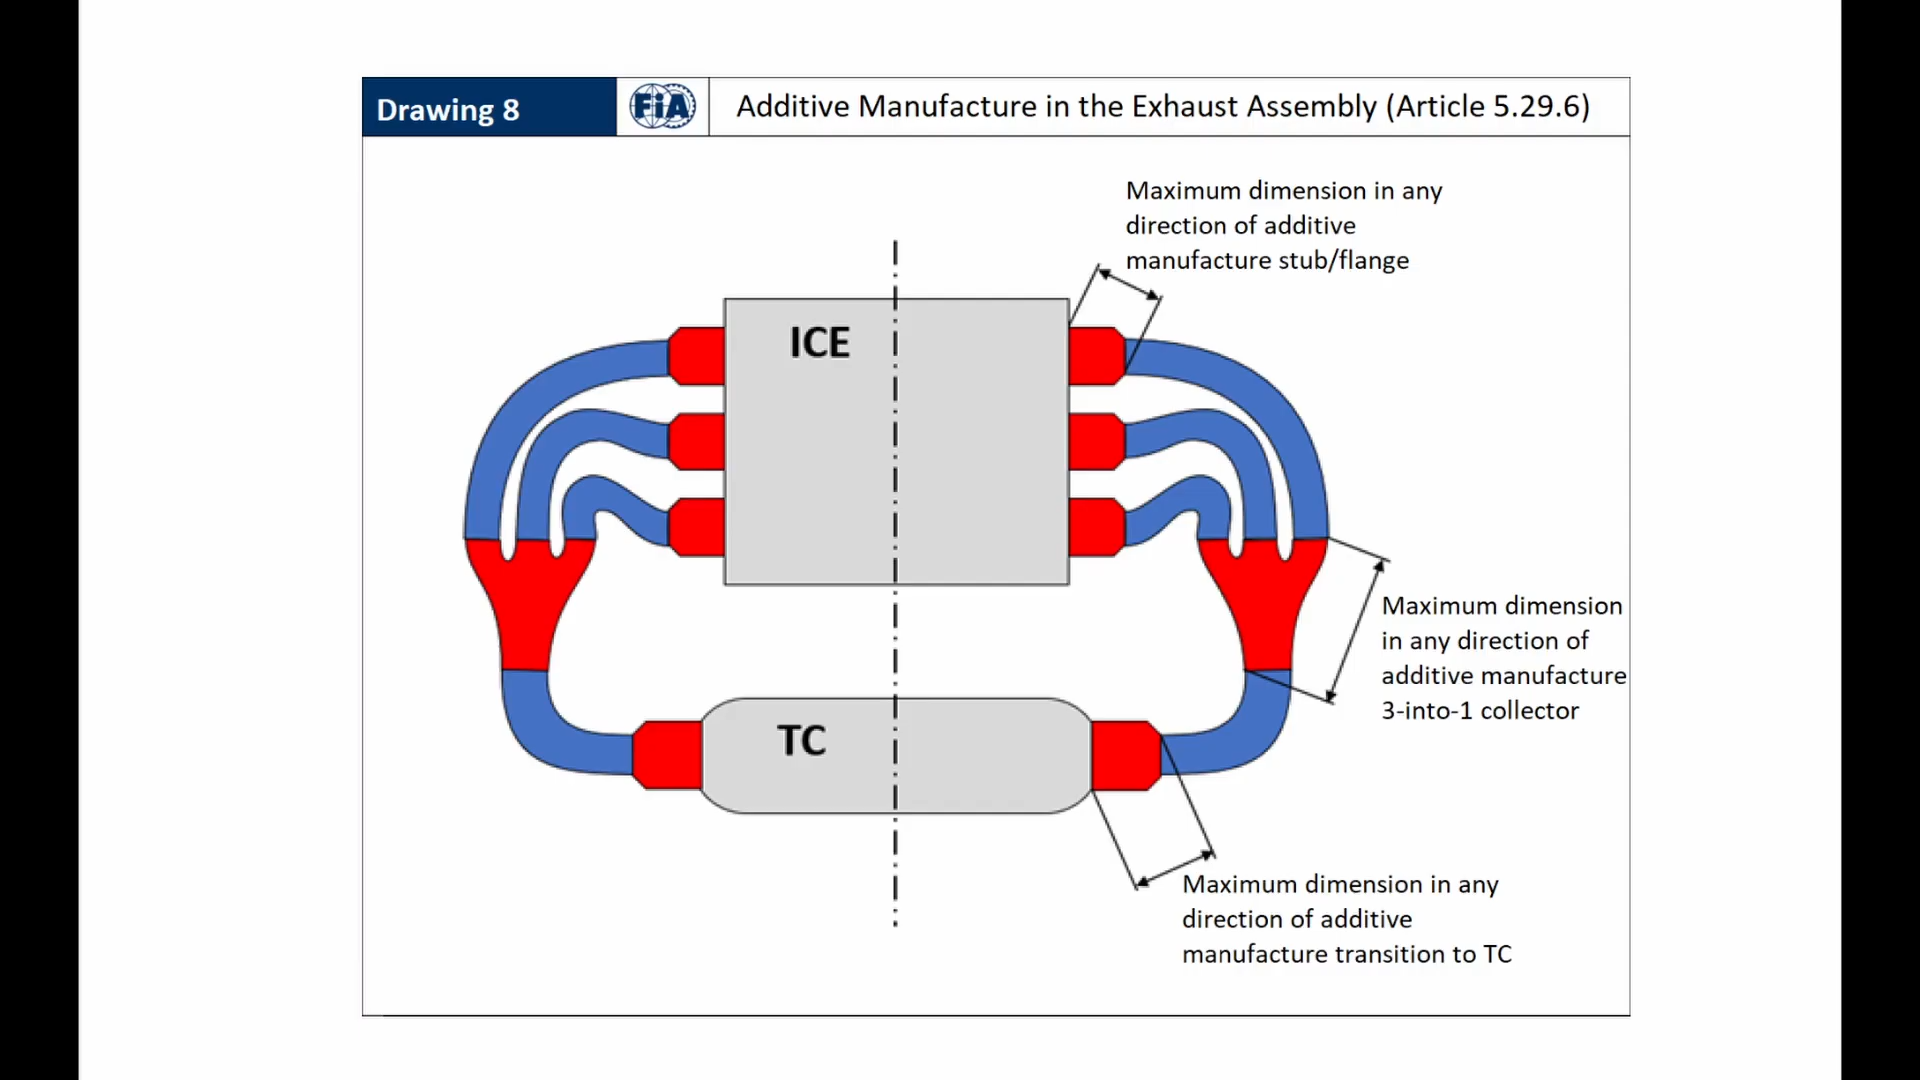 Drawing 8
FiA
Additive Manufacture in the Exhaust Assembly (Article 5.29.6)
Maximum dimension in any
direction of additive
manufacture stub/flange
ICE
Maximum dimension
in any direction of
additive manufacture
3-into-1 collector
TC
Maximum dimension in any
direction of additive
manufacture transition to TC